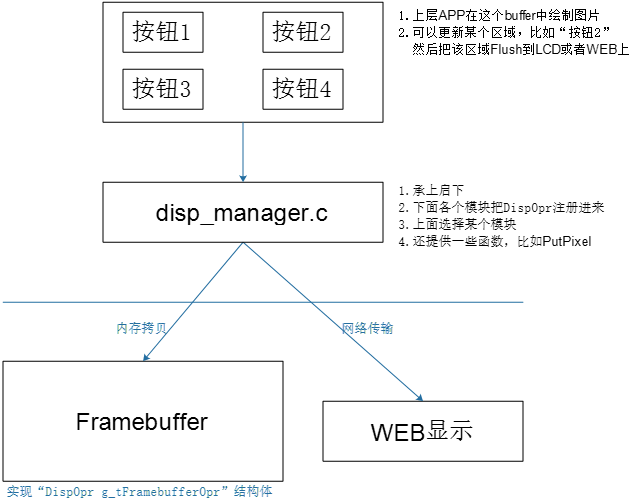 按钮1
按钮2
按钮3
按钮4
1.上层APP在这个buffer中绘制图片
2.可以更新某个区域，比如“按钮2”
然后把该区域Flush到LCD或者WEB上
disp_manager.c
1.承上启下
2.下面各个模块把DispOpr注册进来
3.上面选择某个模块
4.还提供一些函数，比如PutPixel
内存拷贝
网络传输
Framebuffer
WEB显示
实现“DispOpr g_tFramebufferOpr”结构体